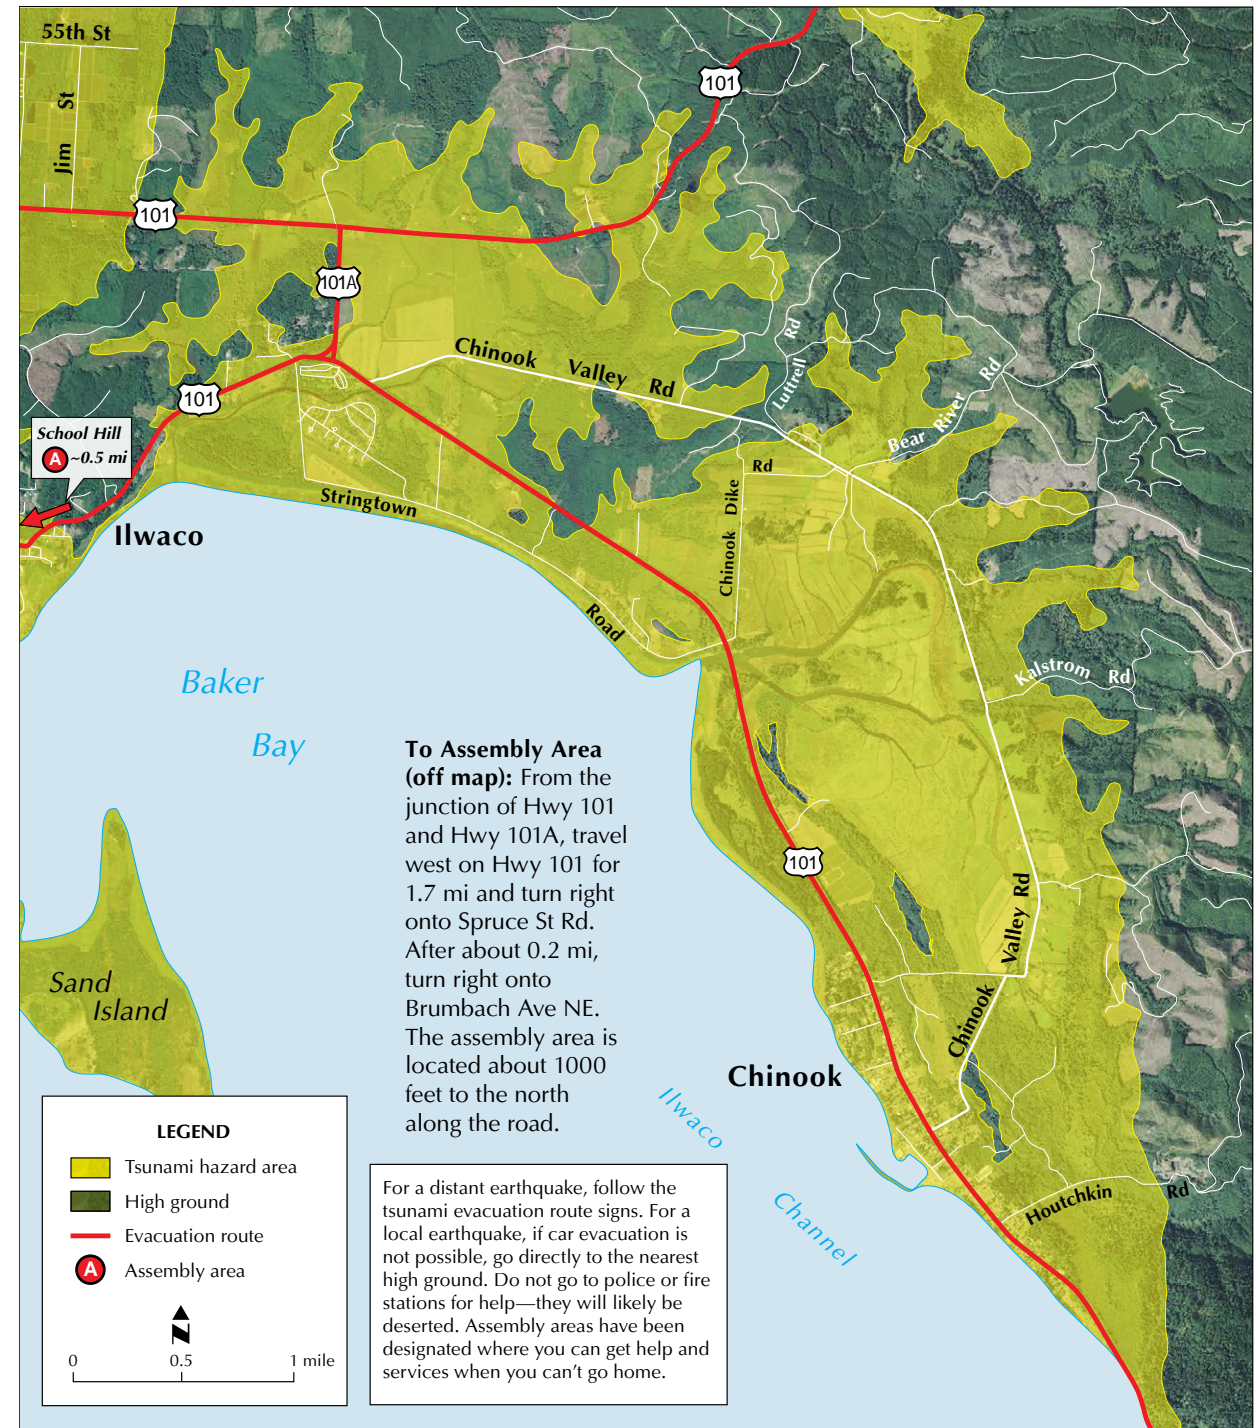 55th St
Jim St
101
101
101A
Chinook Valley Rd
Luttrell Rd
Bear River Rd
101
School Hill
A ~0.5 mi
Rd
Chinook Dike
Stringtown Road
Ilwaco
Kalstrom Rd
Baker
Bay
To Assembly Area
(off map): From the
junction of Hwy 101
and Hwy 101A, travel
west on Hwy 101 for
1.7 mi and turn right
onto Spruce St Rd.
After about 0.2 mi,
turn right onto
Brumbach Ave NE.
The assembly area is
located about 1000
feet to the north
along the road.
101
Chinook Valley Rd
Sand
Island
Chinook
Ilwaco Channel
Houtchkin Rd
LEGEND
Tsunami hazard area
High ground
Evacuation route
A Assembly area
N
0 0.5 1 mile
For a distant earthquake, follow the
tsunami evacuation route signs. For a
local earthquake, if car evacuation is
not possible, go directly to the nearest
high ground. Do not go to police or fire
stations for help—they will likely be
deserted. Assembly areas have been
designated where you can get help and
services when you can’t go home.